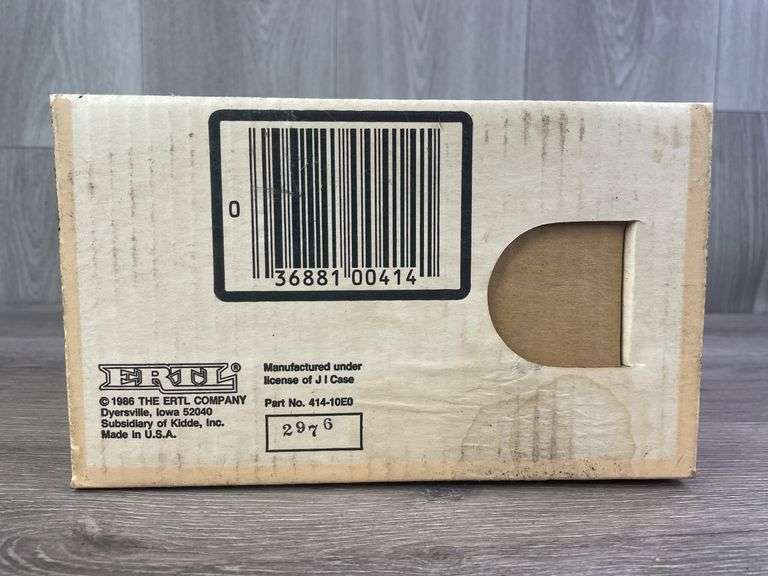 0
36881 00414
ERTL®
© 1986 THE ERTL COMPANY
Dyersville, Iowa 52040
Subsidiary of Kidde, Inc.
Made in U.S.A.
Manufactured under
license of J I Case
Part No. 414-10E0
2976